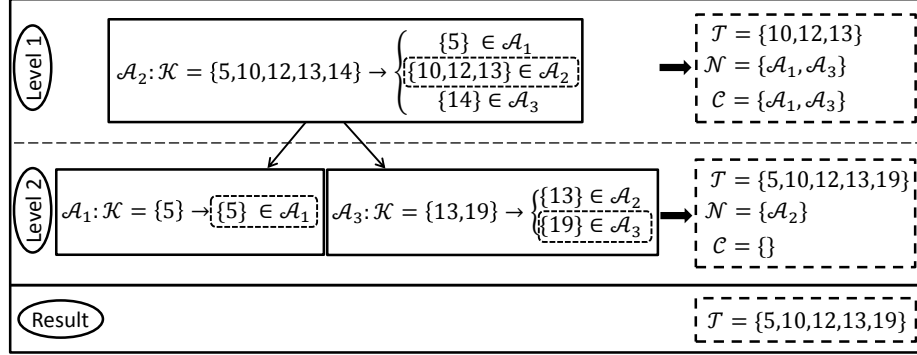 Level 1
𝒜₂: 𝒦 = {5,10,12,13,14} → { {5} ∈ 𝒜₁
{10,12,13} ∈ 𝒜₂
{14} ∈ 𝒜₃
𝒯 = {10,12,13}
𝒩 = {𝒜₁, 𝒜₃}
𝒞 = {𝒜₁, 𝒜₃}
Level 2
𝒜₁: 𝒦 = {5} → {5} ∈ 𝒜₁
𝒜₃: 𝒦 = {13,19} → { {13} ∈ 𝒜₂
{19} ∈ 𝒜₃
𝒯 = {5,10,12,13,19}
𝒩 = {𝒜₂}
𝒞 = {}
Result
𝒯 = {5,10,12,13,19}